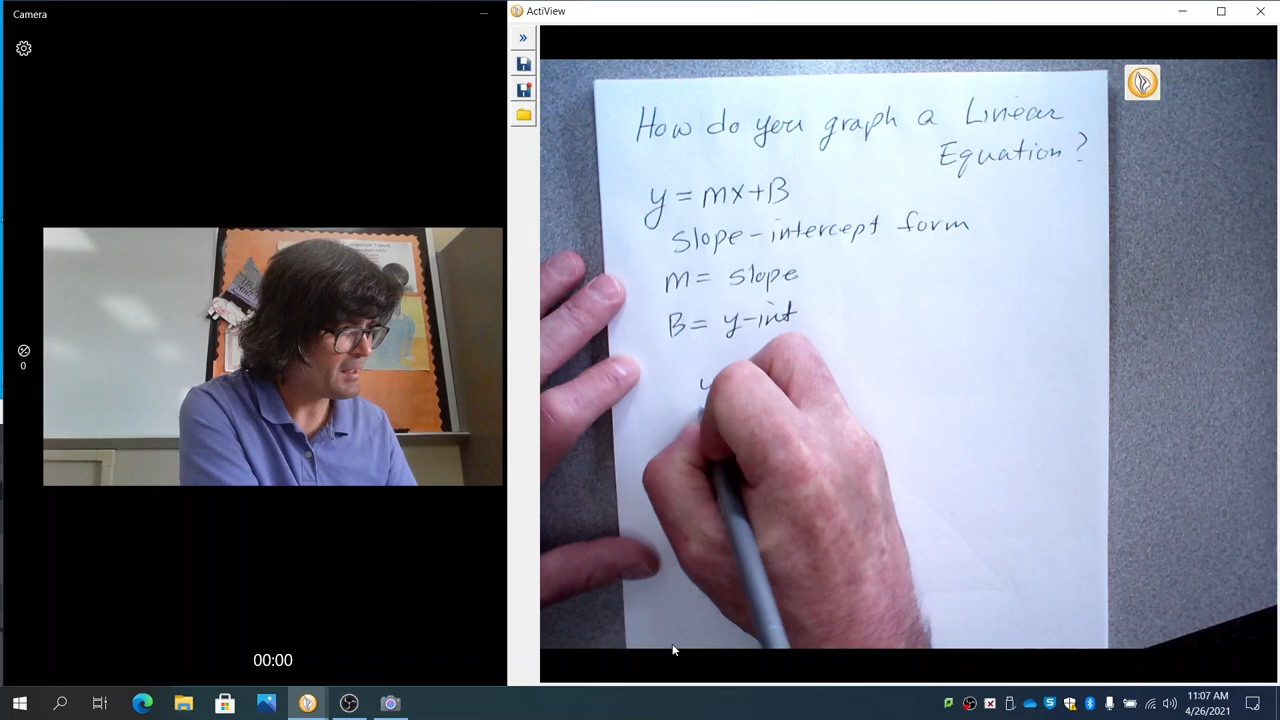 Camera
ActiView
0
00:00
How do you graph a Linear
Equation?
y = mx+B
slope-intercept form
m = slope
B = y-int
y
11:07 AM
4/26/2021